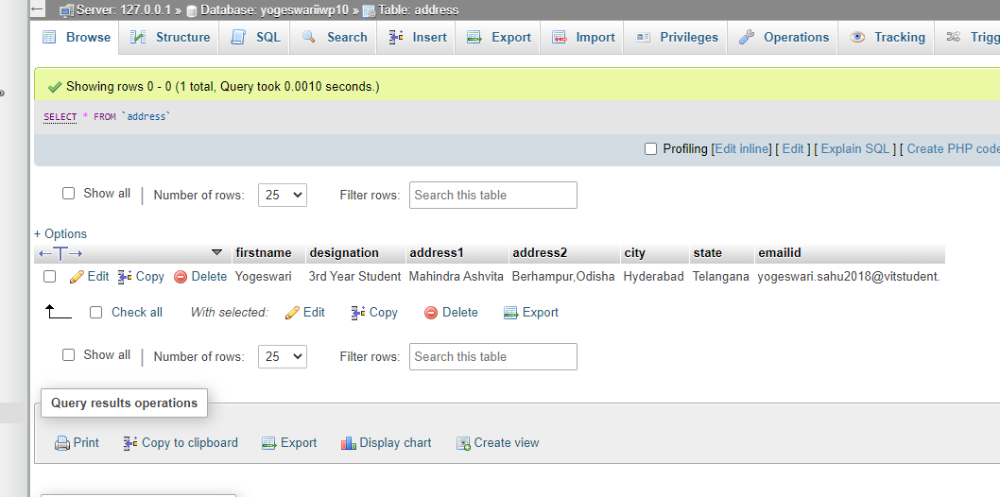 Server: 127.0.0.1 » Database: yogeswariiwp10 » Table: address
Browse Structure SQL Search Insert Export Import Privileges Operations Tracking Trigg
Showing rows 0 - 0 (1 total, Query took 0.0010 seconds.)
SELECT * FROM `address`
Profiling [Edit inline] [ Edit ] [ Explain SQL ] [ Create PHP code
Show all | Number of rows: 25 Filter rows: Search this table
+ Options
←T→ firstname designation address1 address2 city state emailid
Edit Copy Delete Yogeswari 3rd Year Student Mahindra Ashvita Berhampur,Odisha Hyderabad Telangana yogeswari.sahu2018@vitstudent.
Check all With selected: Edit Copy Delete Export
Show all | Number of rows: 25 Filter rows: Search this table
Query results operations
Print Copy to clipboard Export Display chart Create view